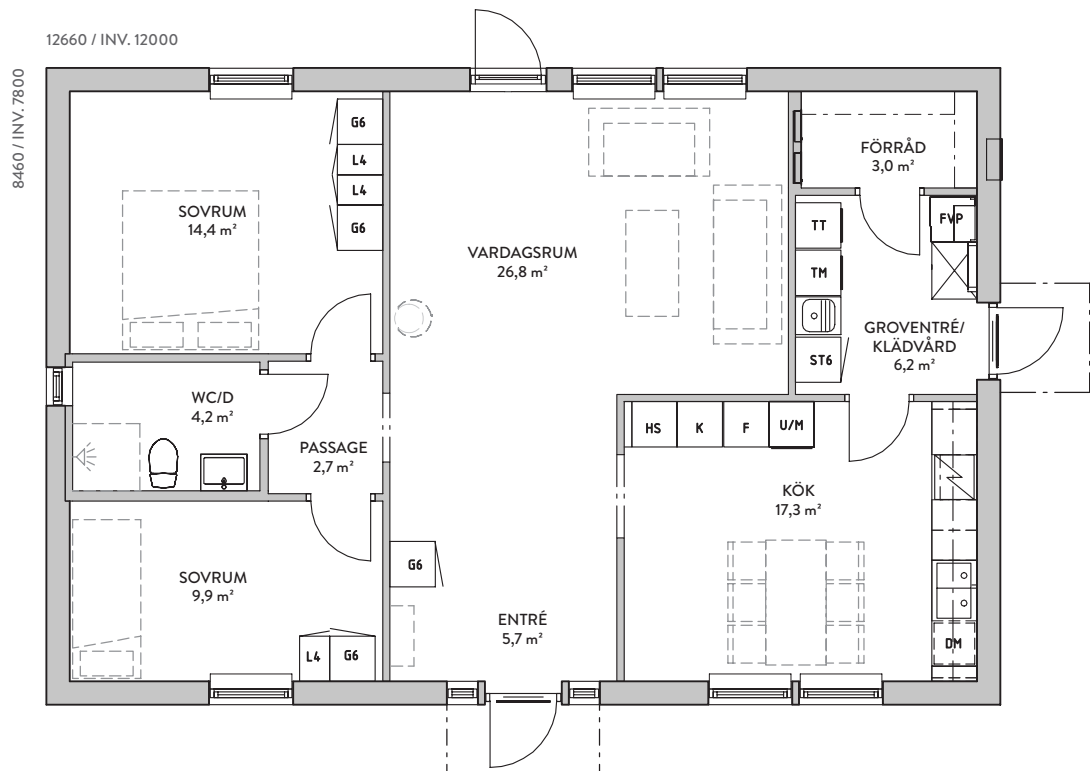 12660 / INV. 12000
8460 / INV. 7800
G6
L4
L4
G6
SOVRUM
14,4 m²
VARDAGSRUM
26,8 m²
FÖRRÅD
3,0 m²
TT
FVP
TM
GROVENTRÉ/
KLÄDVÅRD
6,2 m²
ST6
WC/D
4,2 m²
PASSAGE
2,7 m²
HS
K
F
U/M
KÖK
17,3 m²
G6
SOVRUM
9,9 m²
ENTRÉ
5,7 m²
L4
G6
DM